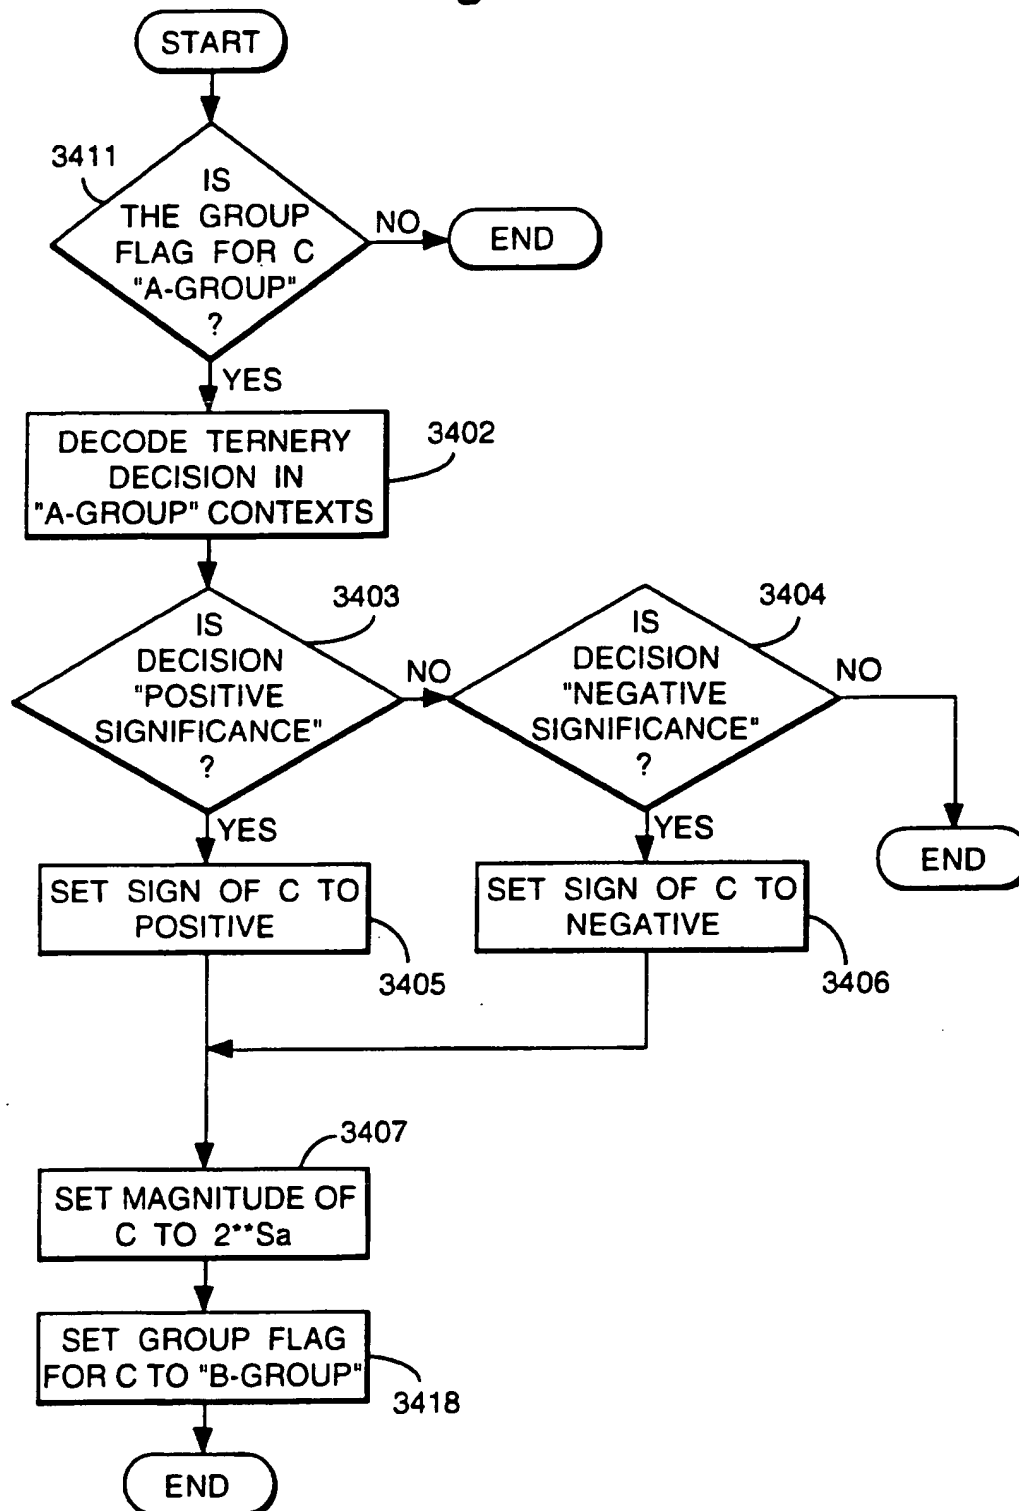 START
3411
IS
THE GROUP
FLAG FOR C
"A-GROUP"
?
NO
END
YES
DECODE TERNERY
DECISION IN
"A-GROUP" CONTEXTS
3402
3403
IS
DECISION
"POSITIVE
SIGNIFICANCE"
?
NO
3404
IS
DECISION
"NEGATIVE
SIGNIFICANCE"
?
NO
END
YES
SET SIGN OF C TO
POSITIVE
3405
YES
SET SIGN OF C TO
NEGATIVE
3406
3407
SET MAGNITUDE OF
C TO 2**Sa
SET GROUP FLAG
FOR C TO "B-GROUP"
3418
END